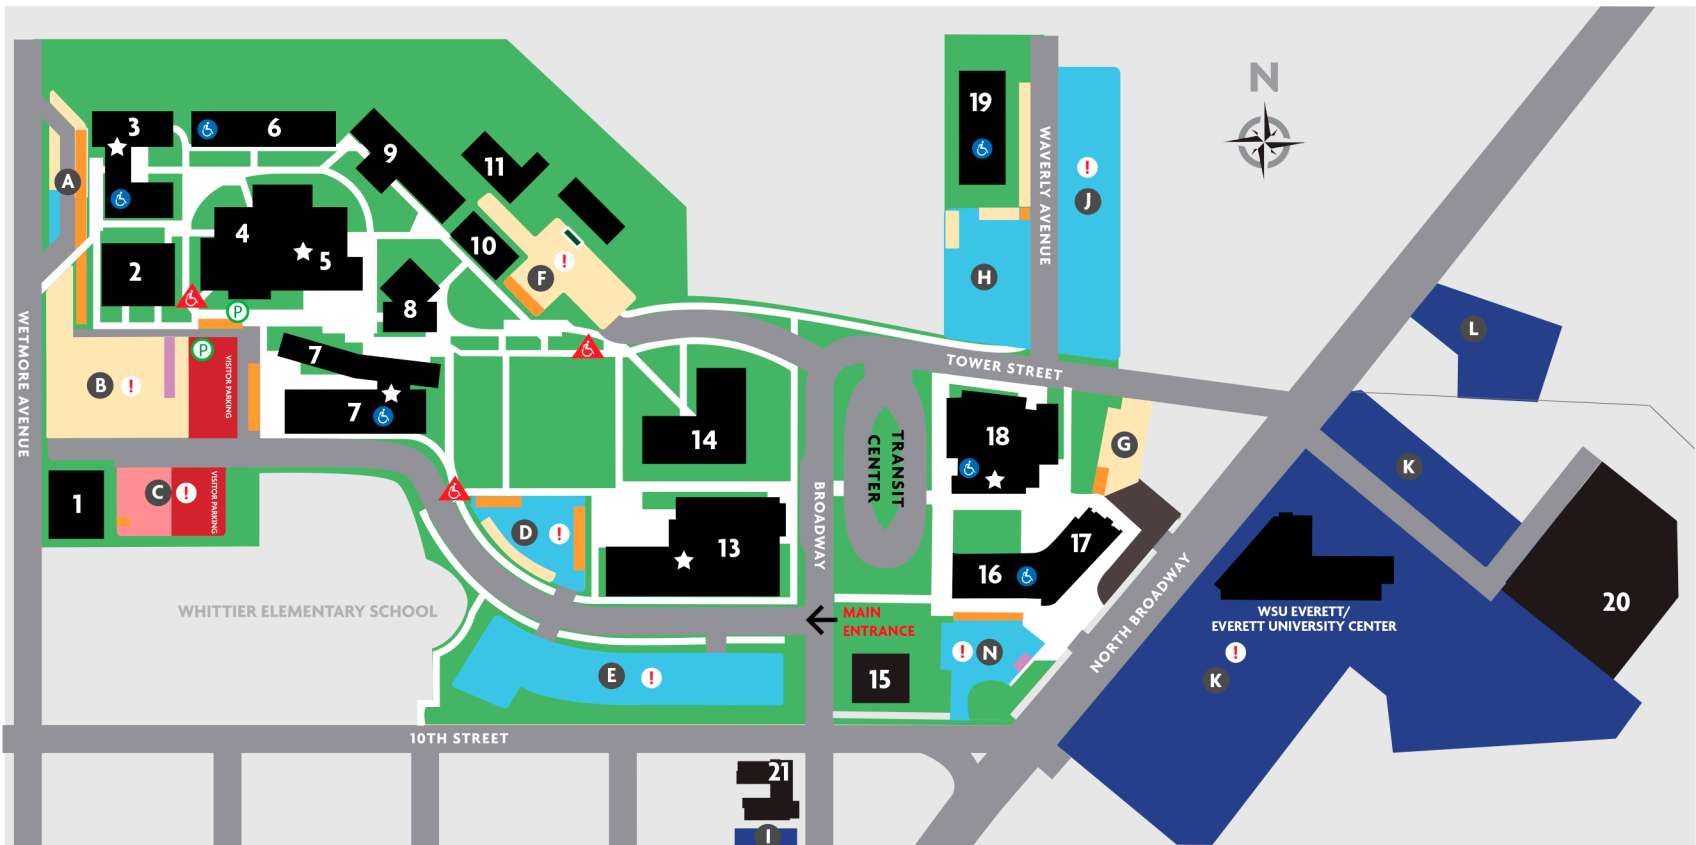 N
3
6
9
11
19
A
4
5
2
10
F
8
H
J
WAVERLY AVENUE
P
P
WETMORE AVENUE
7
7
B
VISITOR PARKING
L
TOWER STREET
14
18
G
K
TRANSIT
CENTER
1
C
VISITOR PARKING
D
13
BROADWAY
17
16
WHITTIER ELEMENTARY SCHOOL
MAIN
ENTRANCE
20
WSU EVERETT/
EVERETT UNIVERSITY CENTER
NORTH BROADWAY
E
15
N
K
10TH STREET
21
I